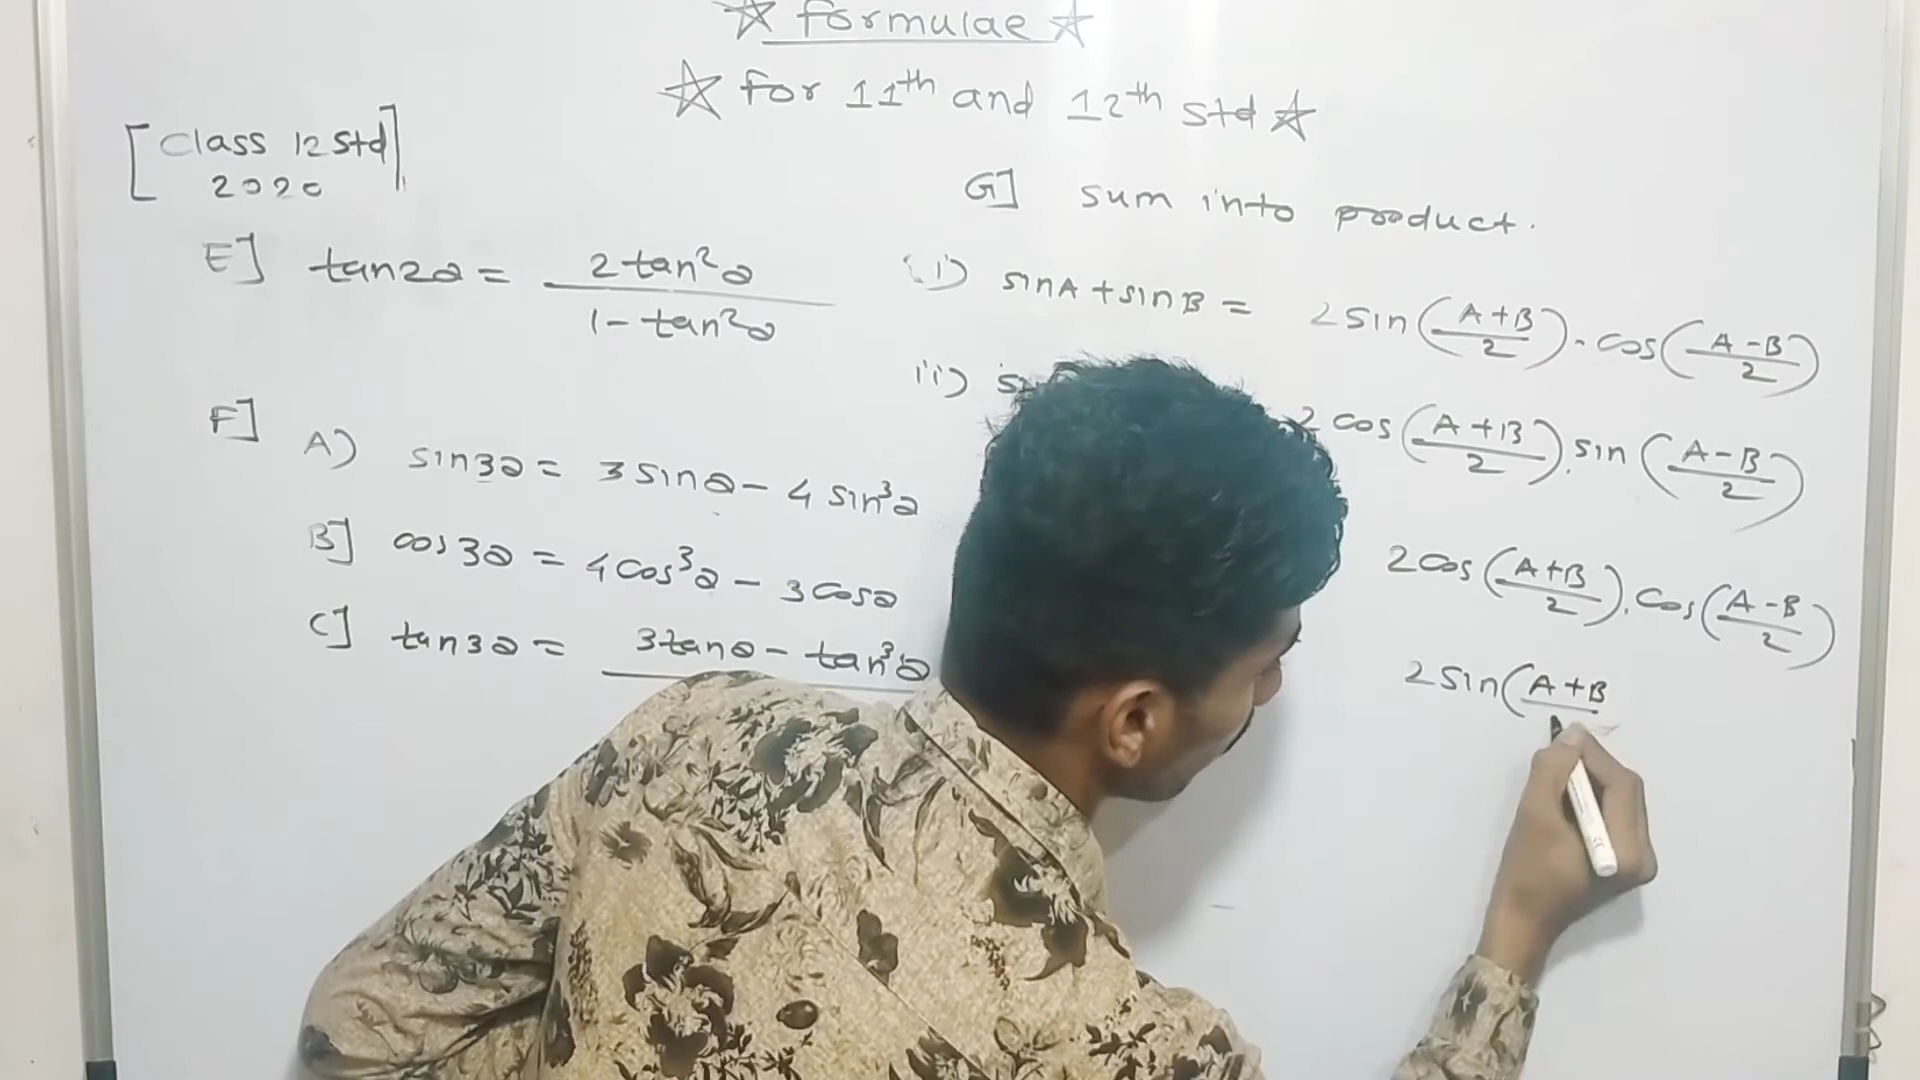 ☆ formulae ☆
☆ for 11th and 12th std ☆
[Class 12 Std
2020]
E] tan2θ = 2tan²θ / 1 - tan²θ
F]
A) sin3θ = 3sinθ - 4sin³θ
B] cos3θ = 4cos³θ - 3cosθ
C] tan3θ = 3tanθ - tan³θ
G] sum into product.
(i) sinA + sinB = 2sin(A+B/2) . cos(A-B/2)
ii) 2cos(A+B/2) . sin(A-B/2)
2cos(A+B/2) . cos(A-B/2)
2sin(A+B